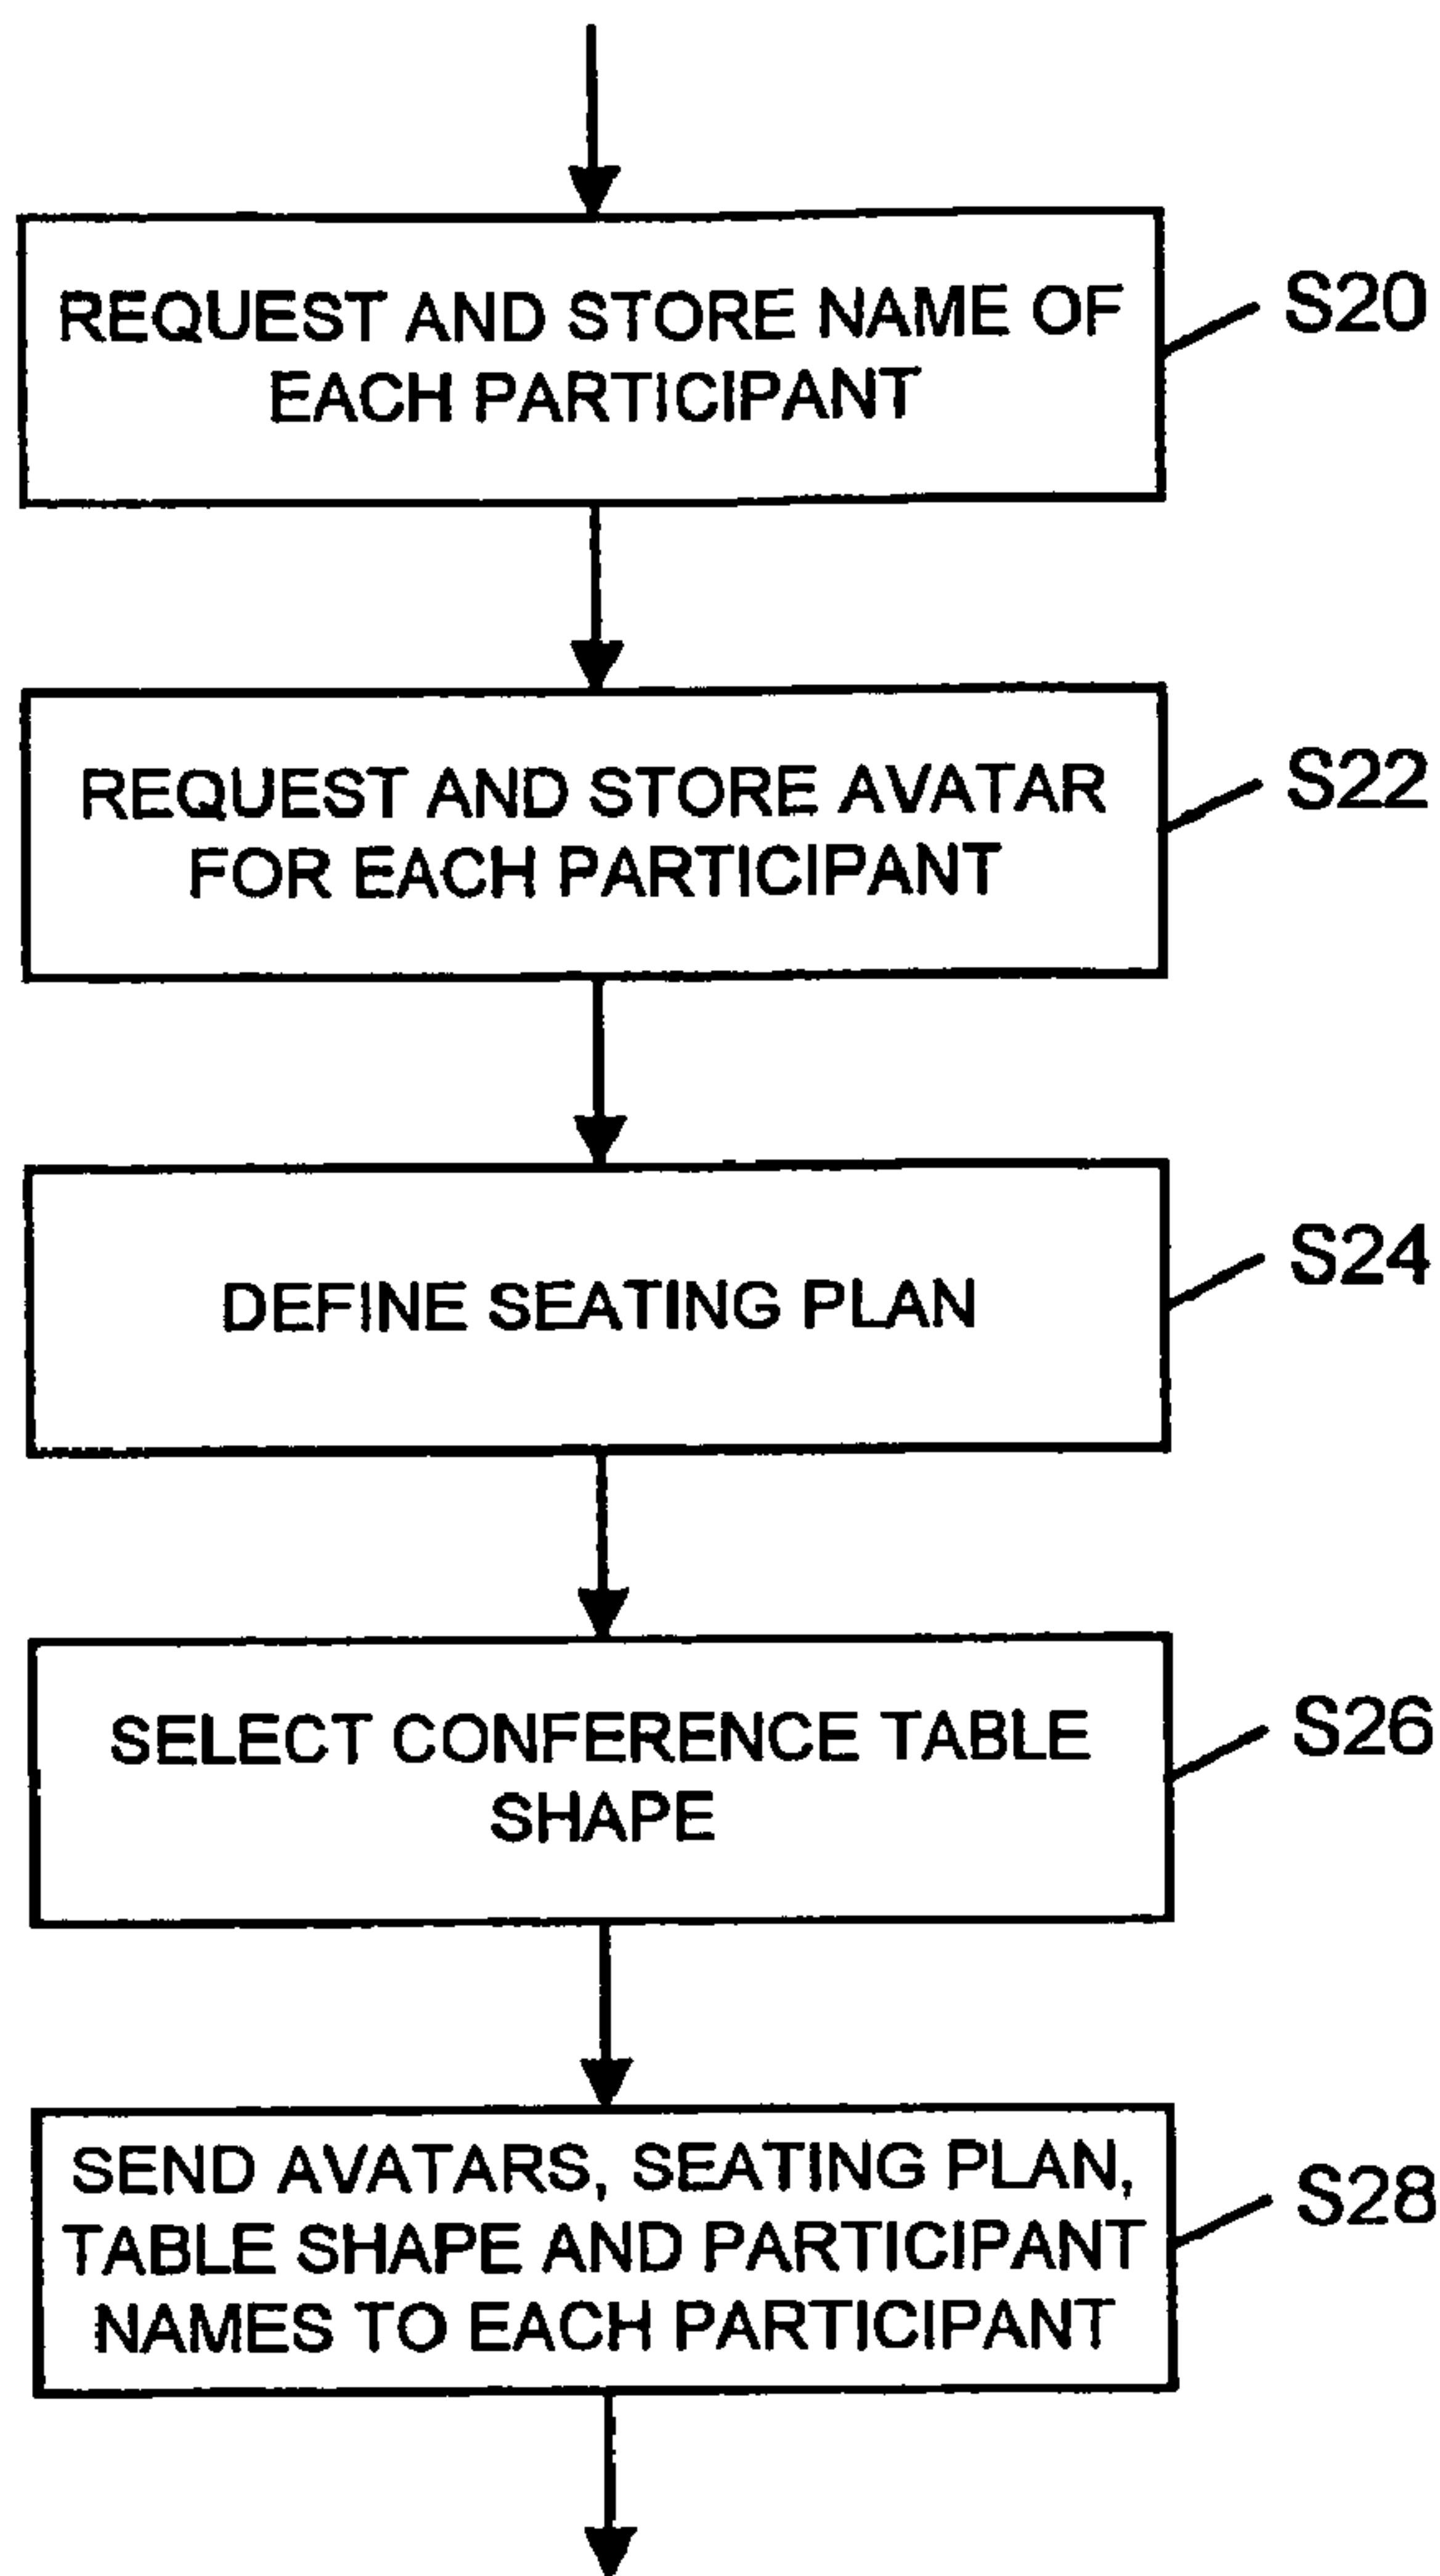 REQUEST AND STORE NAME OF
EACH PARTICIPANT
S20
REQUEST AND STORE AVATAR
FOR EACH PARTICIPANT
S22
DEFINE SEATING PLAN
S24
SELECT CONFERENCE TABLE
SHAPE
S26
SEND AVATARS, SEATING PLAN,
TABLE SHAPE AND PARTICIPANT
NAMES TO EACH PARTICIPANT
S28